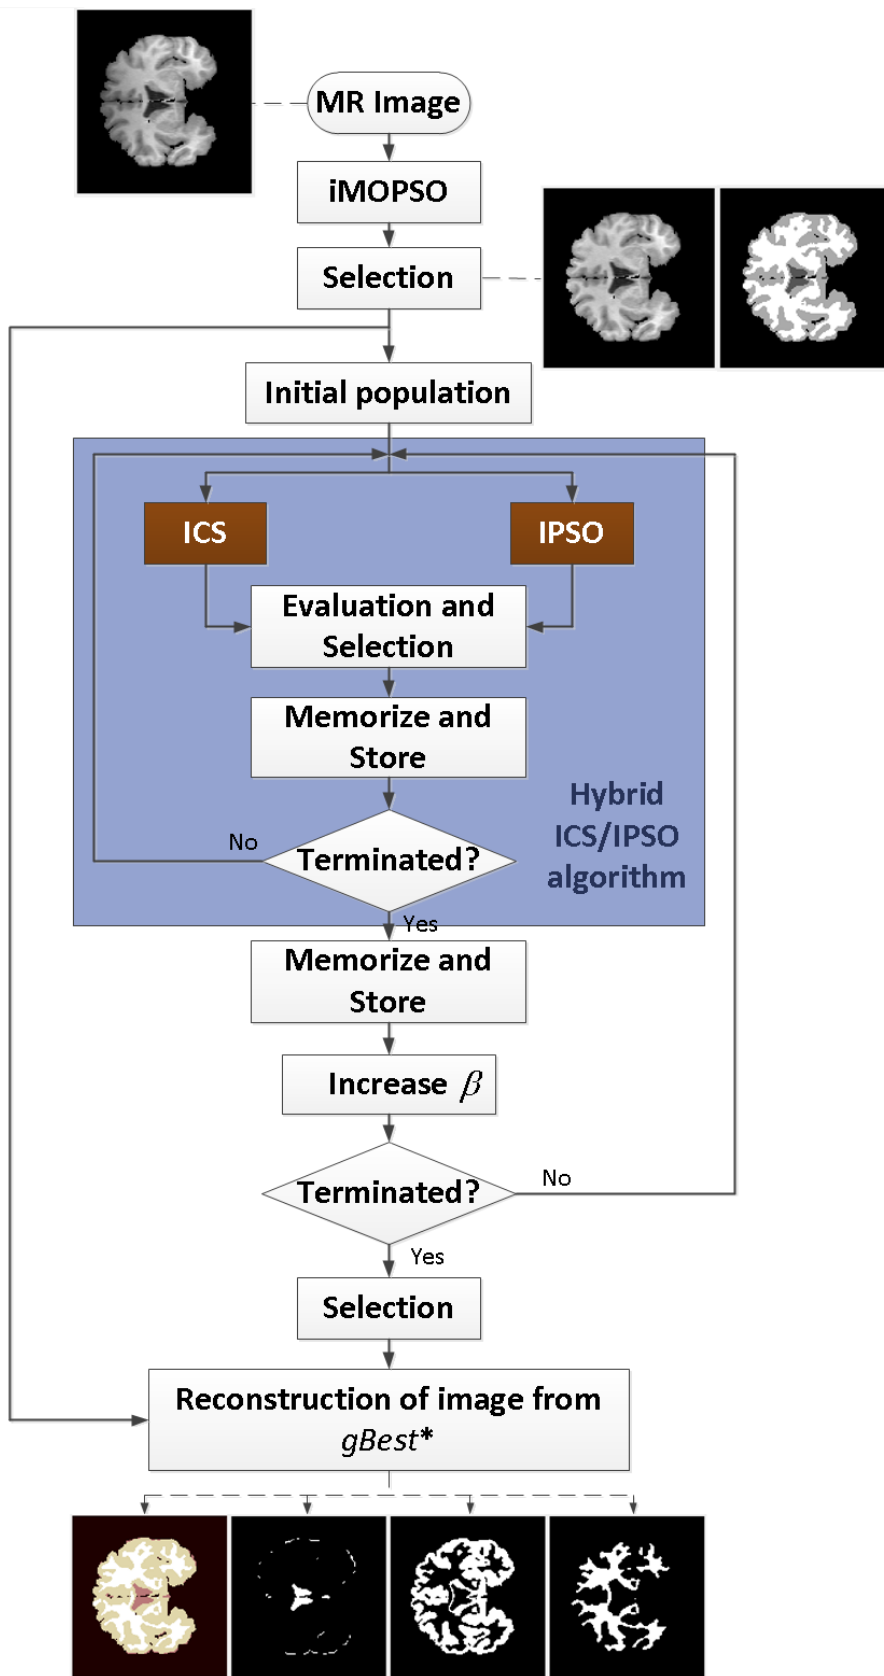 MR Image
iMOPSO
Selection
Initial population
ICS
IPSO
Evaluation and
Selection
Memorize and
Store
Hybrid
ICS/IPSO
algorithm
No
Terminated?
Yes
Memorize and
Store
Increase β
Terminated?
No
Yes
Selection
Reconstruction of image from
gBest*